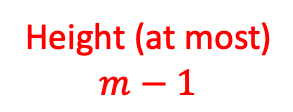 Height (at most)
𝑚 − 1